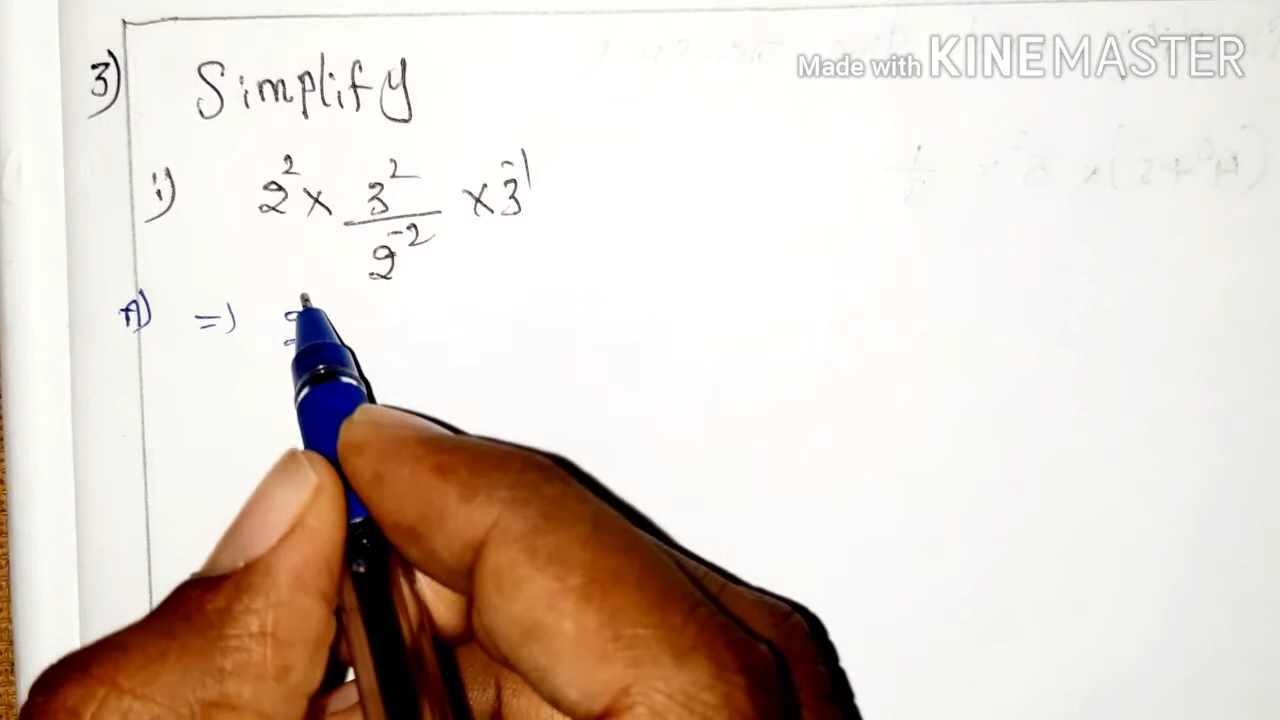 Made with KINEMASTER
3) Simplify
i) 2² × 3²/2⁻² × 3⁻¹
A) =)